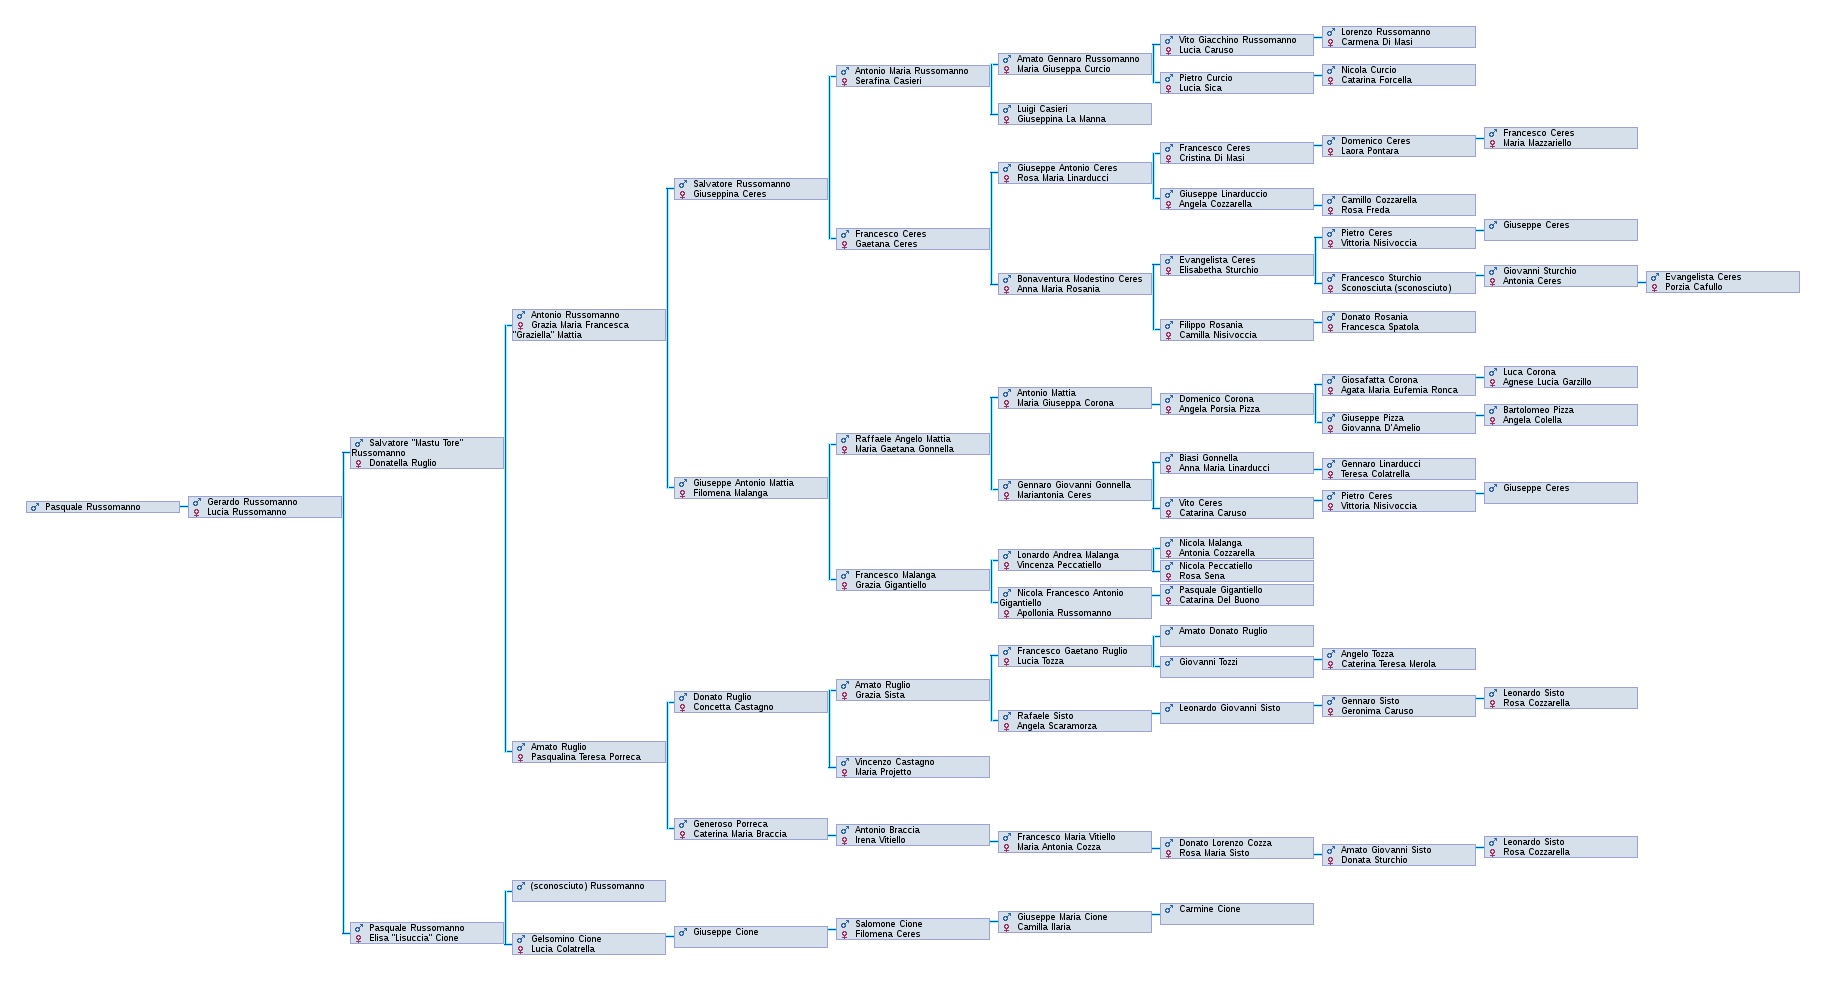 Pasquale Russomanno
Gerardo Russomanno
Lucia Russomanno
Salvatore "Mastu Tore"
Russomanno
Donatella Ruglio
Pasquale Russomanno
Elisa "Lisuccia" Cione
Antonio Russomanno
Grazia Maria Francesca
"Graziella" Mattia
Amato Ruglio
Pasqualina Teresa Porreca
(sconosciuto) Russomanno
Gelsomino Cione
Lucia Colatrella
Salvatore Russomanno
Giuseppina Ceres
Giuseppe Antonio Mattia
Filomena Malanga
Donato Ruglio
Concetta Castagno
Generoso Porreca
Caterina Maria Braccia
Giuseppe Cione
Antonio Maria Russomanno
Serafina Casieri
Francesco Ceres
Gaetana Ceres
Raffaele Angelo Mattia
Maria Gaetana Gonnella
Francesco Malanga
Grazia Gigantiello
Amato Ruglio
Grazia Sista
Vincenzo Castagno
Maria Projetto
Antonio Braccia
Irena Vitiello
Salomone Cione
Filomena Ceres
Amato Gennaro Russomanno
Maria Giuseppa Curcio
Luigi Casieri
Giuseppina La Manna
Giuseppe Antonio Ceres
Rosa Maria Linarducci
Bonaventura Modestino Ceres
Anna Maria Rosania
Antonio Mattia
Maria Giuseppa Corona
Gennaro Giovanni Gonnella
Mariantonia Ceres
Lonardo Andrea Malanga
Vincenza Peccatiello
Nicola Francesco Antonio
Gigantiello
Apollonia Russomanno
Francesco Gaetano Ruglio
Lucia Tozza
Rafaele Sisto
Angela Scaramorza
Francesco Maria Vitiello
Maria Antonia Cozza
Giuseppe Maria Cione
Camilla Ilaria
Vito Giacchino Russomanno
Lucia Caruso
Pietro Curcio
Lucia Sica
Francesco Ceres
Cristina Di Masi
Giuseppe Linarduccio
Angela Cozzarella
Evangelista Ceres
Elisabetha Sturchio
Filippo Rosania
Camilla Nisivoccia
Domenico Corona
Angela Porsia Pizza
Biasi Gonnella
Anna Maria Linarducci
Vito Ceres
Catarina Caruso
Nicola Malanga
Antonia Cozzarella
Nicola Peccatiello
Rosa Sena
Pasquale Gigantiello
Catarina Del Buono
Amato Donato Ruglio
Giovanni Tozzi
Leonardo Giovanni Sisto
Donato Lorenzo Cozza
Rosa Maria Sisto
Carmine Cione
Lorenzo Russomanno
Carmena Di Masi
Nicola Curcio
Catarina Forcella
Domenico Ceres
Laora Pontara
Camillo Cozzarella
Rosa Freda
Pietro Ceres
Vittoria Nisivoccia
Francesco Sturchio
Sconosciuta (sconosciuto)
Donato Rosania
Francesca Spatola
Giosafatta Corona
Agata Maria Eufemia Ronca
Giuseppe Pizza
Giovanna D'Amelio
Gennaro Linarducci
Teresa Colatrella
Pietro Ceres
Vittoria Nisivoccia
Angelo Tozza
Caterina Teresa Merola
Gennaro Sisto
Geronima Caruso
Amato Giovanni Sisto
Donata Sturchio
Francesco Ceres
Maria Mazzariello
Giuseppe Ceres
Giovanni Sturchio
Antonia Ceres
Luca Corona
Agnese Lucia Garzillo
Bartolomeo Pizza
Angela Colella
Giuseppe Ceres
Leonardo Sisto
Rosa Cozzarella
Leonardo Sisto
Rosa Cozzarella
Evangelista Ceres
Porzia Cafullo